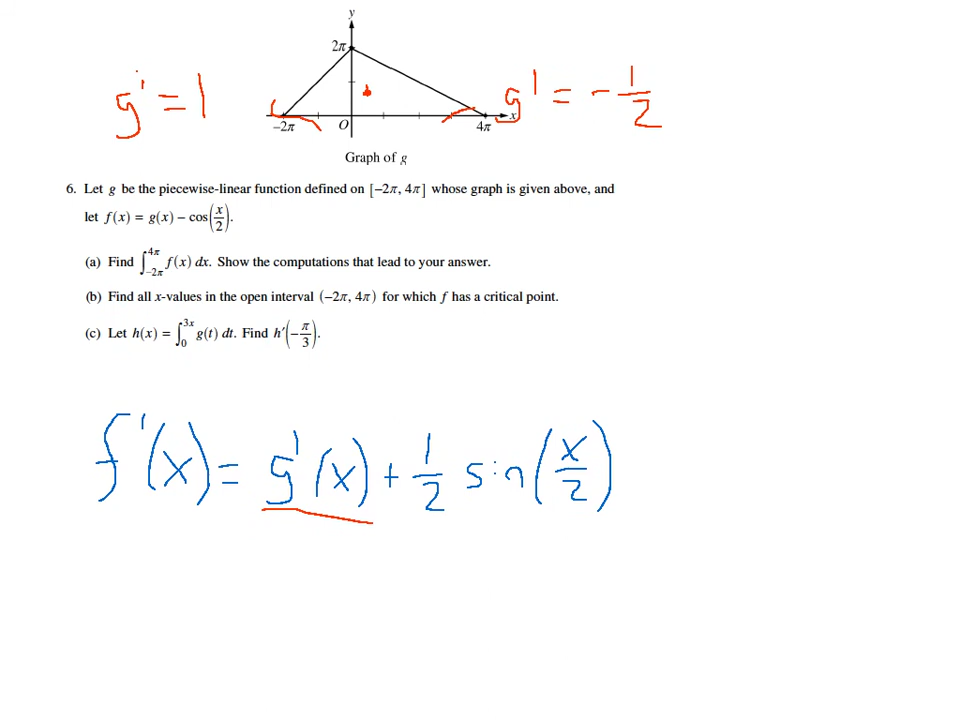 y
2π
g' = 1
g' = -1/2
x
-2π
O
4π
Graph of g
6. Let g be the piecewise-linear function defined on [−2π, 4π] whose graph is given above, and
let f(x) = g(x) − cos(x/2).
(a) Find ∫_{−2π}^{4π} f(x) dx. Show the computations that lead to your answer.
(b) Find all x-values in the open interval (−2π, 4π) for which f has a critical point.
(c) Let h(x) = ∫_0^{3x} g(t) dt. Find h′(−π/3).
f'(x) = g'(x) + 1/2 sin(x/2)